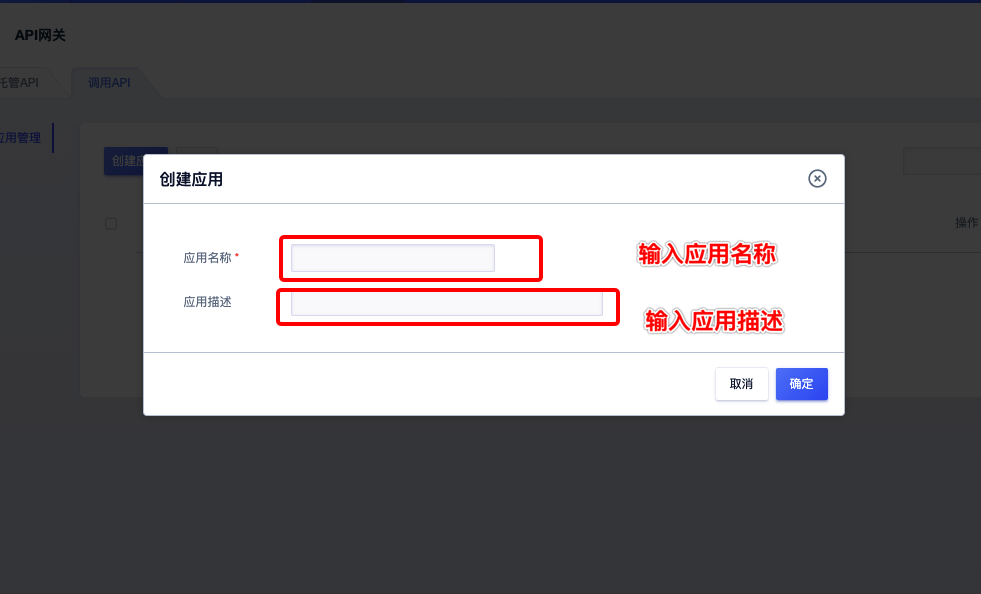 API网关
托管API
调用API
应用管理
创建应
创建应用
操作
应用名称 *
输入应用名称
应用描述
输入应用描述
取消
确定